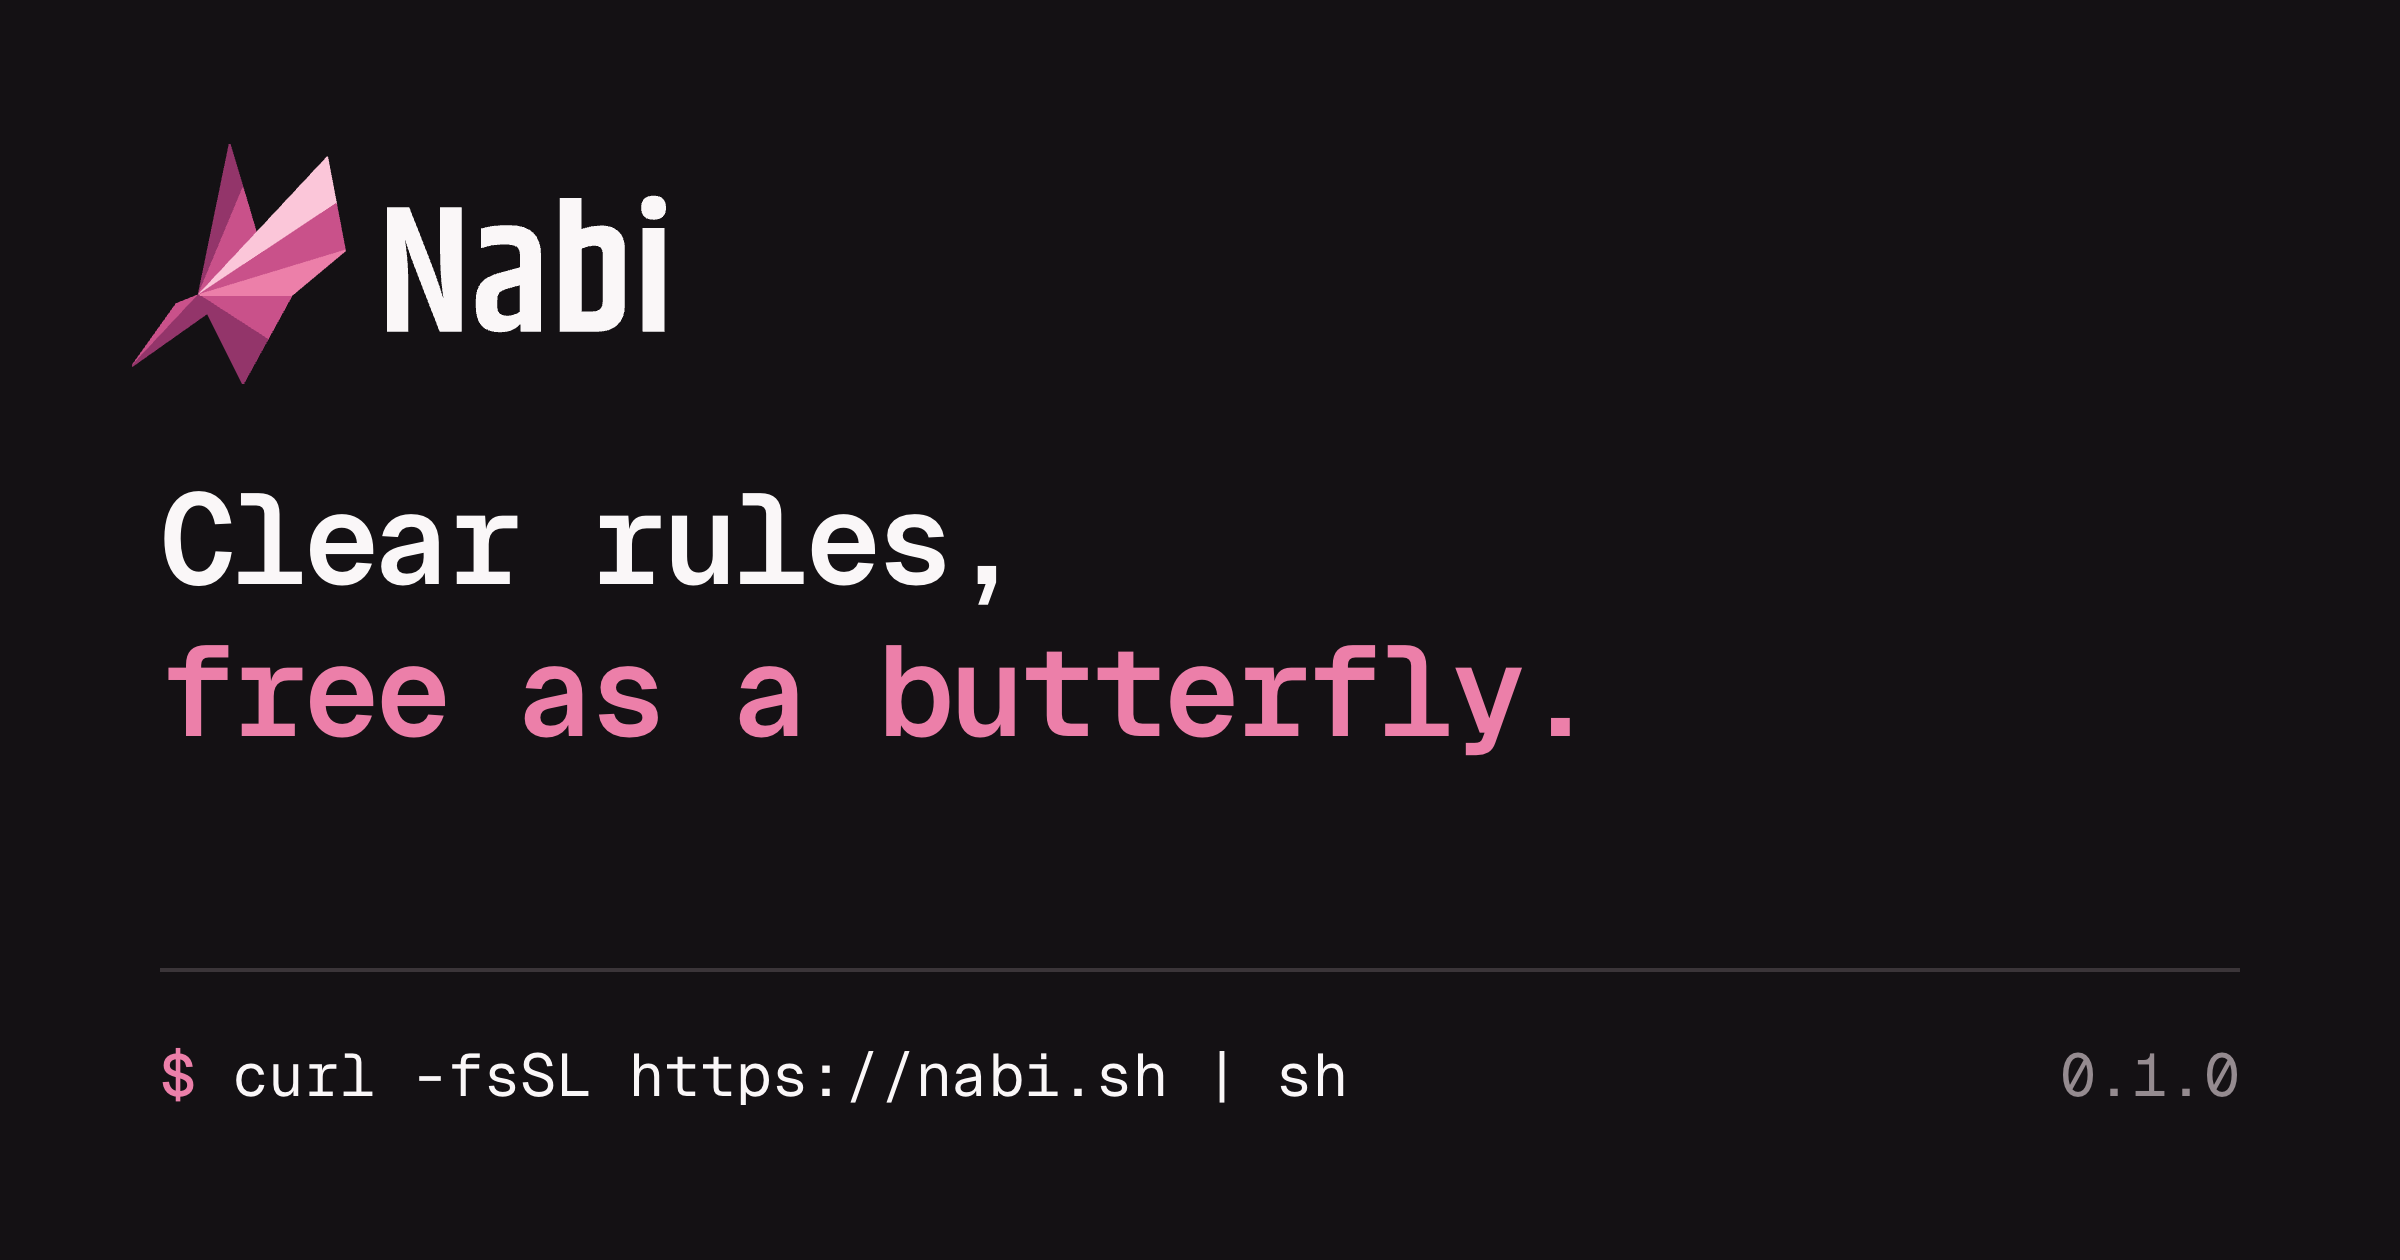 Nabi
Clear rules,
free as a butterfly.
$ curl -fsSL https://nabi.sh | sh
0.1.0